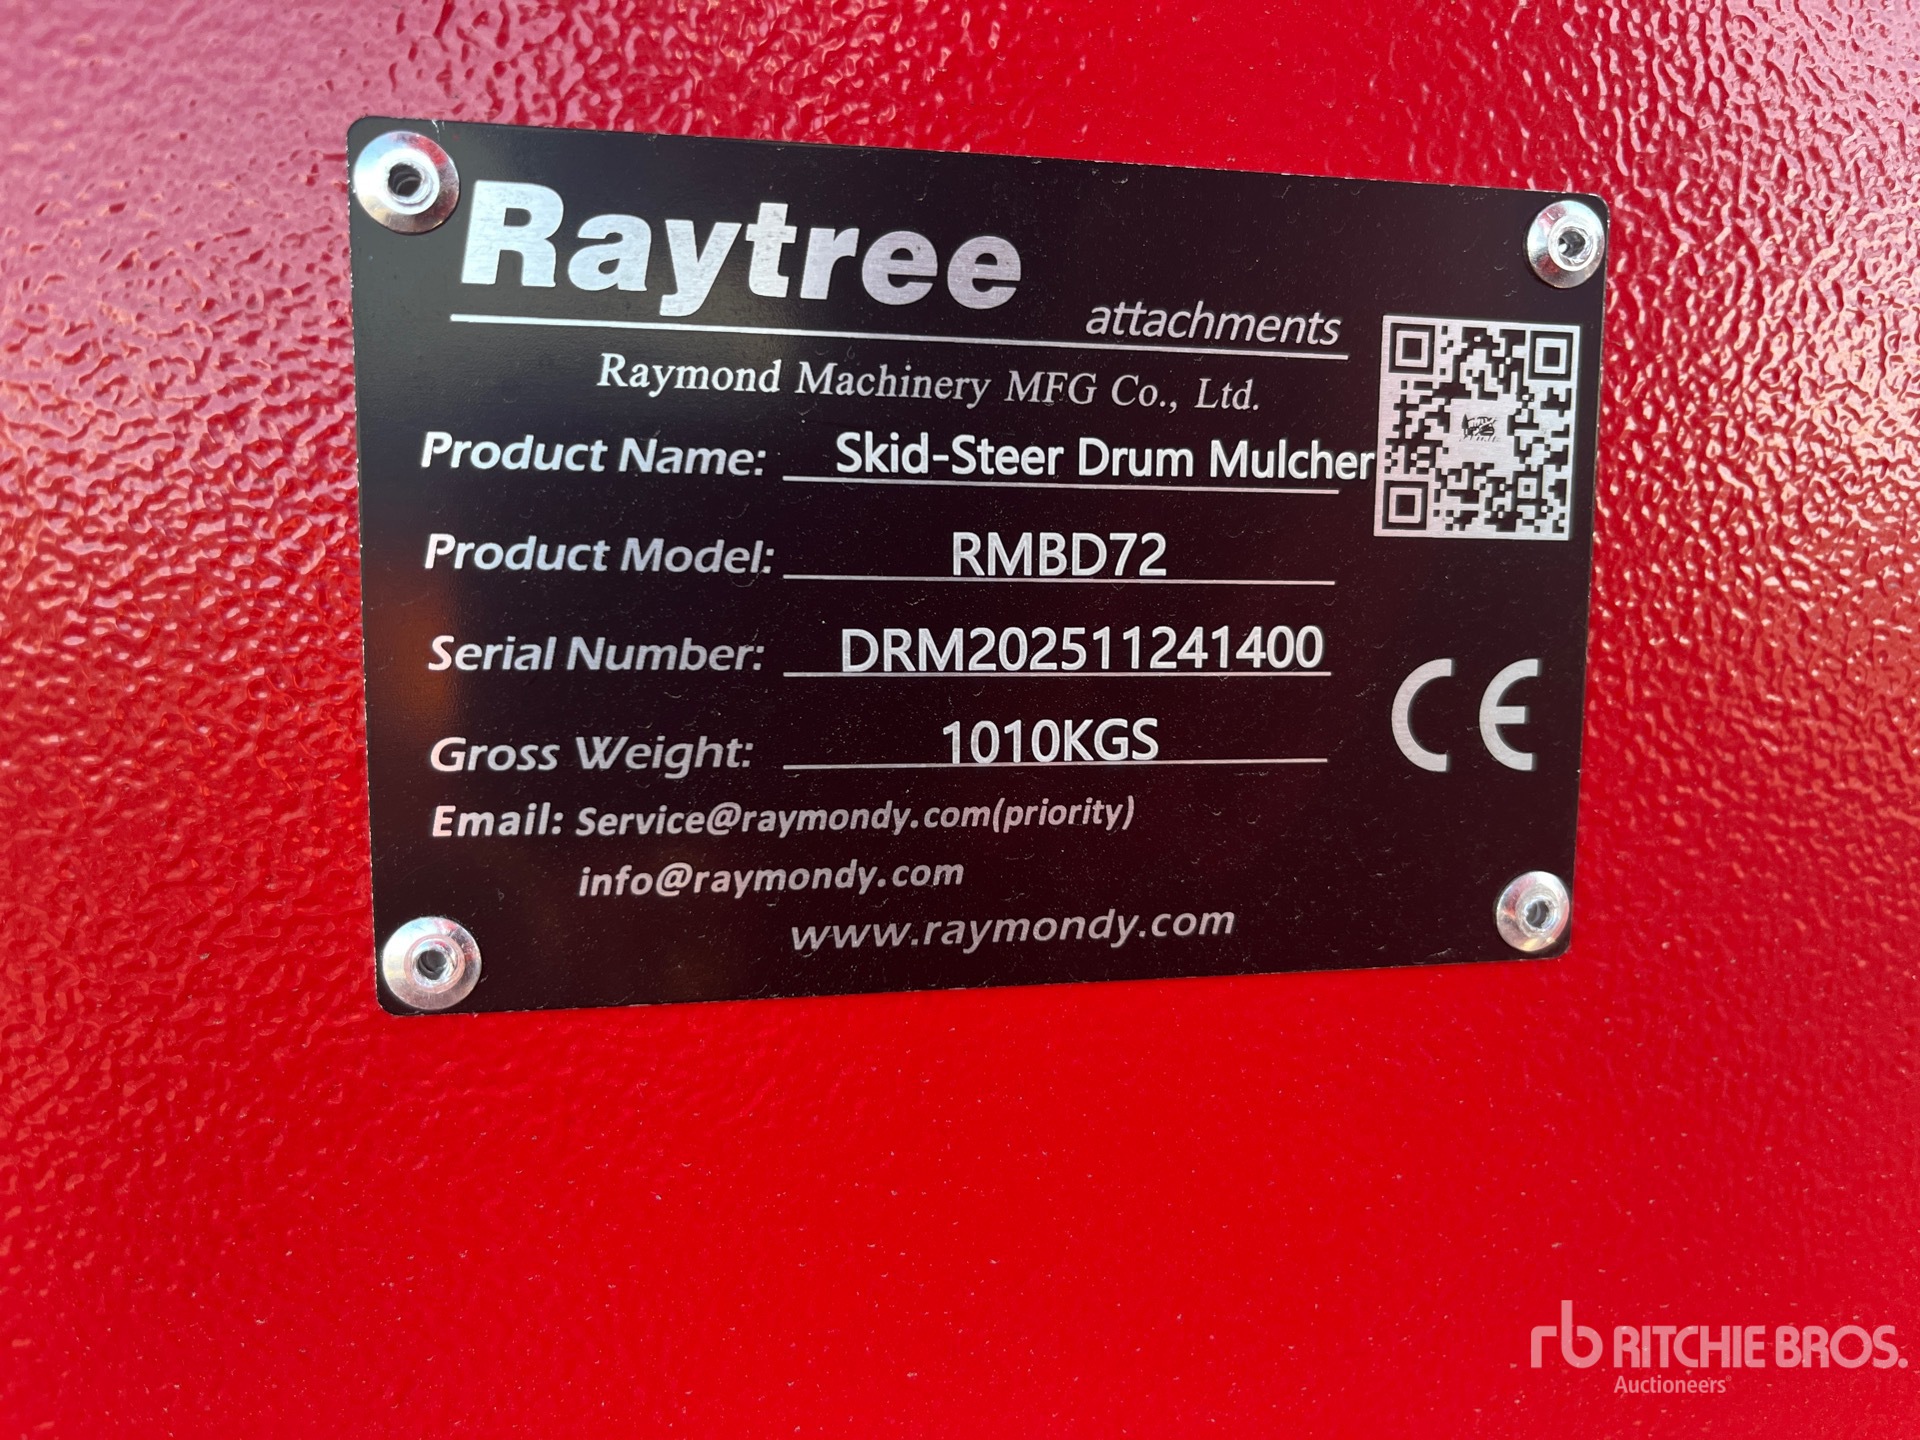 Raytree
attachments
Raymond Machinery MFG Co., Ltd.
Product Name: Skid-Steer Drum Mulcher
Product Model: RMBD72
Serial Number: DRM202511241400
Gross Weight: 1010KGS
Email: Service@raymondy.com(priority)
info@raymondy.com
www.raymondy.com
CE
rb RITCHIE BROS.
Auctioneers